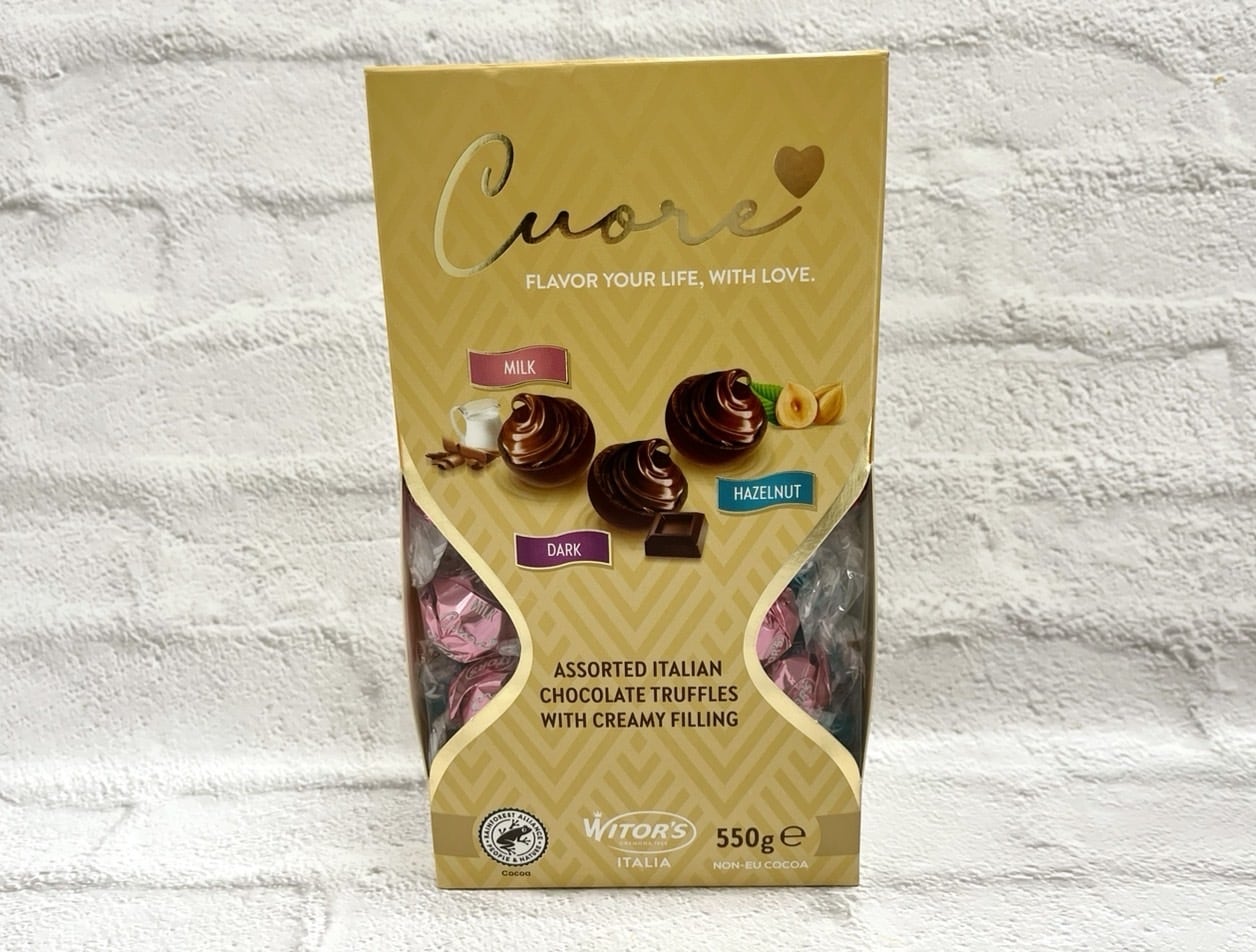 Cuore
FLAVOR YOUR LIFE, WITH LOVE.
MILK
HAZELNUT
DARK
ASSORTED ITALIAN
CHOCOLATE TRUFFLES
WITH CREAMY FILLING
RAINFOREST ALLIANCE
PEOPLE & NATURE
Cocoa
WITOR'S
ITALIA
550g e
NON-EU COCOA